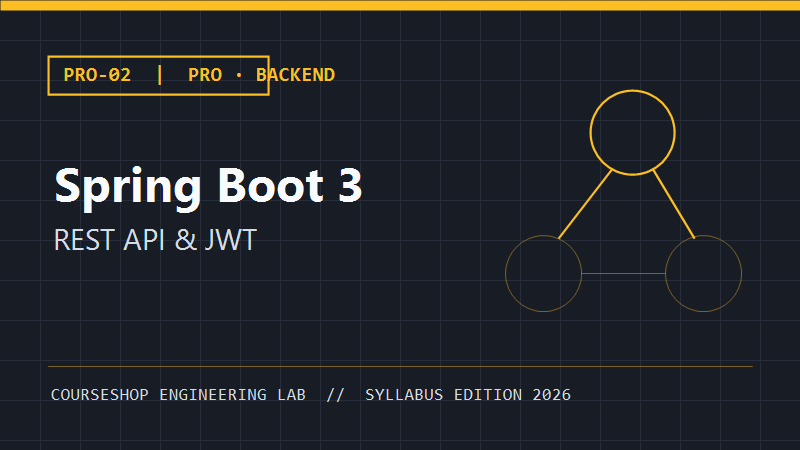 PRO-02 | PRO · BACKEND
Spring Boot 3
REST API & JWT
COURSESHOP ENGINEERING LAB // SYLLABUS EDITION 2026